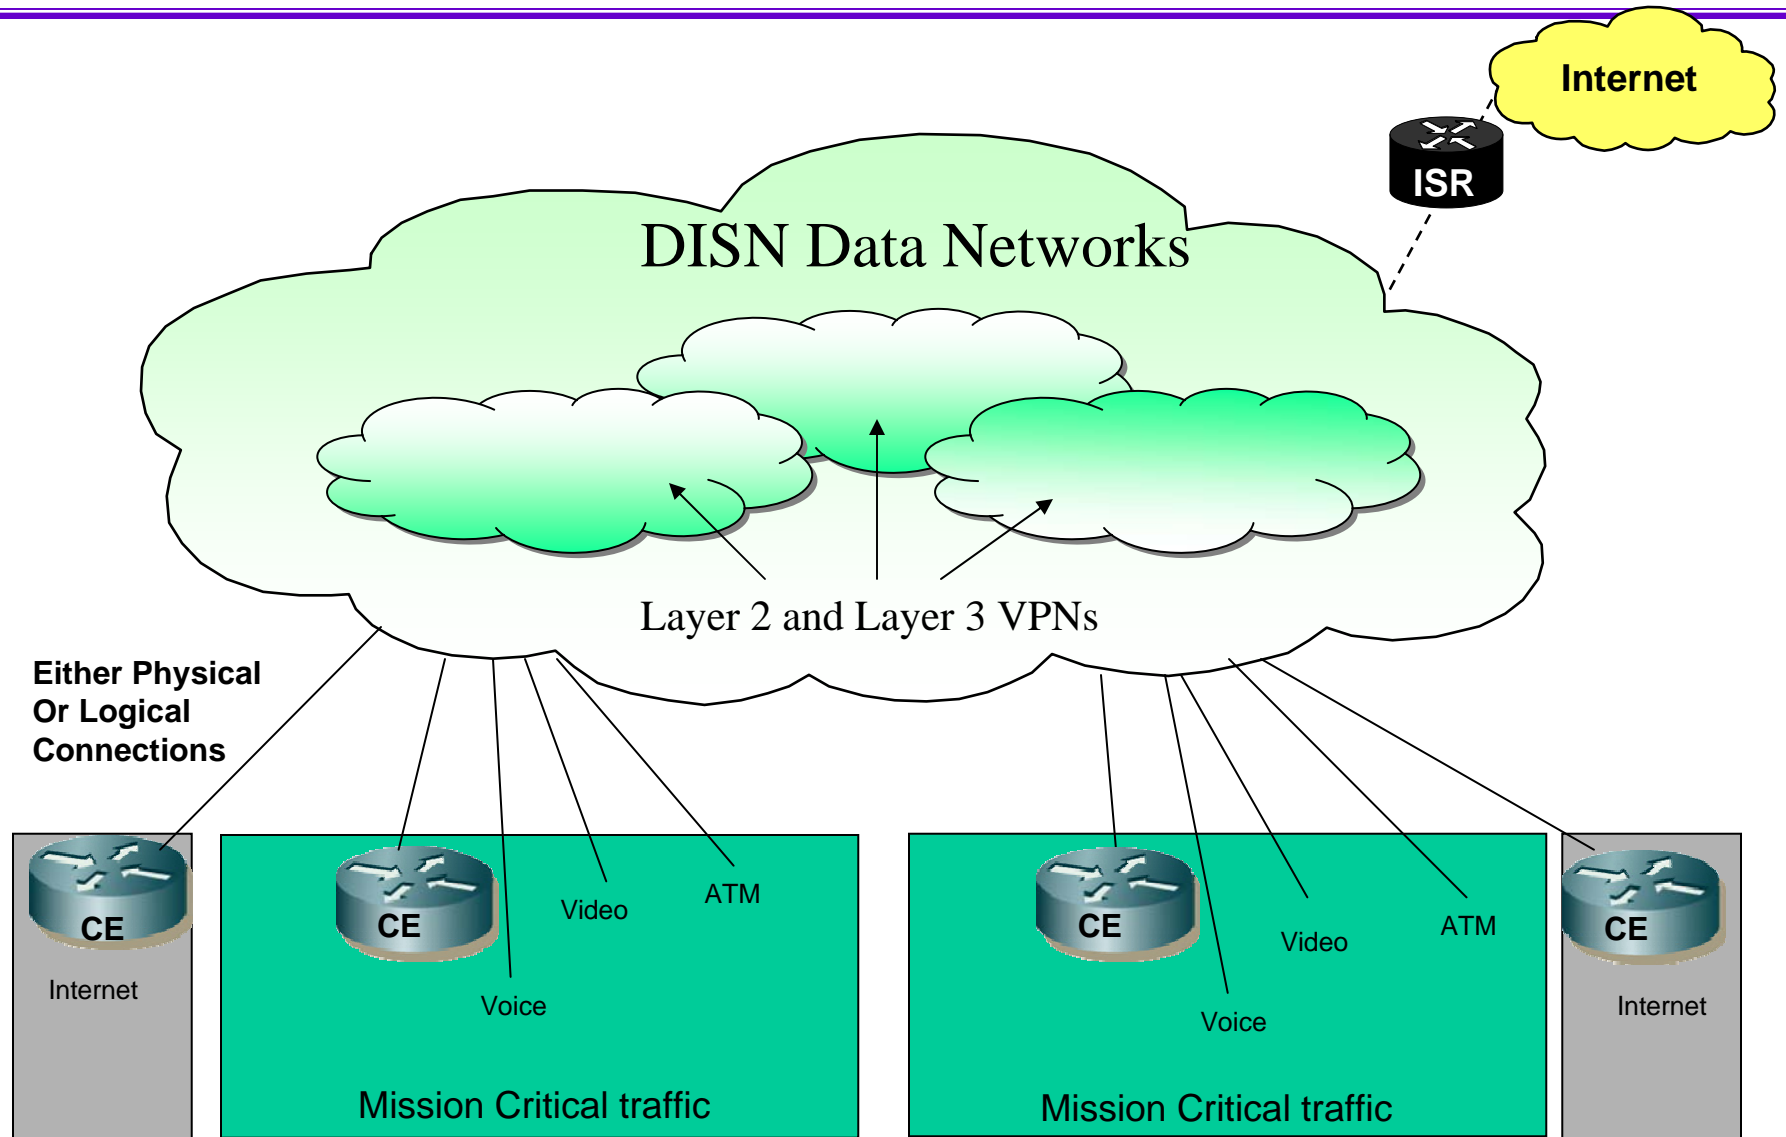 Internet
ISR
DISN Data Networks
Layer 2 and Layer 3 VPNs
Either Physical
Or Logical
Connections
CE
Internet
CE
Voice
Video
ATM
Mission Critical traffic
CE
Voice
Video
ATM
Mission Critical traffic
CE
Internet